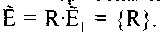 Ẽ = R·Ẽ₁ = {R}.